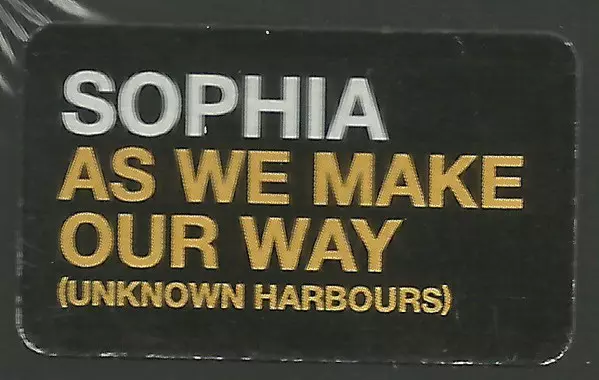 SOPHIA
AS WE MAKE
OUR WAY
(UNKNOWN HARBOURS)